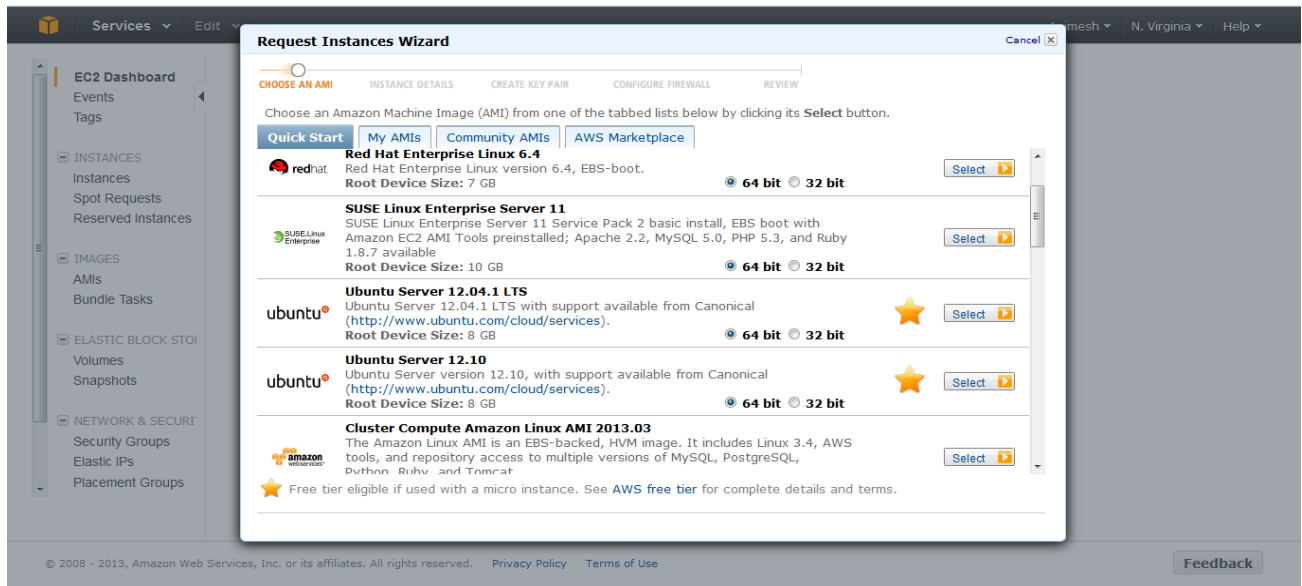 Services Edit mesh N. Virginia Help
EC2 Dashboard
Events
Tags
INSTANCES
Instances
Spot Requests
Reserved Instances
IMAGES
AMIs
Bundle Tasks
ELASTIC BLOCK STO
Volumes
Snapshots
NETWORK & SECURI
Security Groups
Elastic IPs
Placement Groups
Request Instances Wizard Cancel
CHOOSE AN AMI INSTANCE DETAILS CREATE KEY PAIR CONFIGURE FIREWALL REVIEW
Choose an Amazon Machine Image (AMI) from one of the tabbed lists below by clicking its Select button.
Quick Start My AMIs Community AMIs AWS Marketplace
redhat
Red Hat Enterprise Linux 6.4
Red Hat Enterprise Linux version 6.4, EBS-boot.
Root Device Size: 7 GB 64 bit 32 bit
Select
SUSE Linux
Enterprise
SUSE Linux Enterprise Server 11
SUSE Linux Enterprise Server 11 Service Pack 2 basic install, EBS boot with
Amazon EC2 AMI Tools preinstalled; Apache 2.2, MySQL 5.0, PHP 5.3, and Ruby
1.8.7 available
Root Device Size: 10 GB 64 bit 32 bit
Select
ubuntu
Ubuntu Server 12.04.1 LTS
Ubuntu Server 12.04.1 LTS with support available from Canonical
(http://www.ubuntu.com/cloud/services).
Root Device Size: 8 GB 64 bit 32 bit
Select
ubuntu
Ubuntu Server 12.10
Ubuntu Server version 12.10, with support available from Canonical
(http://www.ubuntu.com/cloud/services).
Root Device Size: 8 GB 64 bit 32 bit
Select
amazon
webservices
Cluster Compute Amazon Linux AMI 2013.03
The Amazon Linux AMI is an EBS-backed, HVM image. It includes Linux 3.4, AWS
tools, and repository access to multiple versions of MySQL, PostgreSQL,
Python, Ruby, and Tomcat
Select
Free tier eligible if used with a micro instance. See AWS free tier for complete details and terms.
© 2008 - 2013, Amazon Web Services, Inc. or its affiliates. All rights reserved. Privacy Policy Terms of Use Feedback